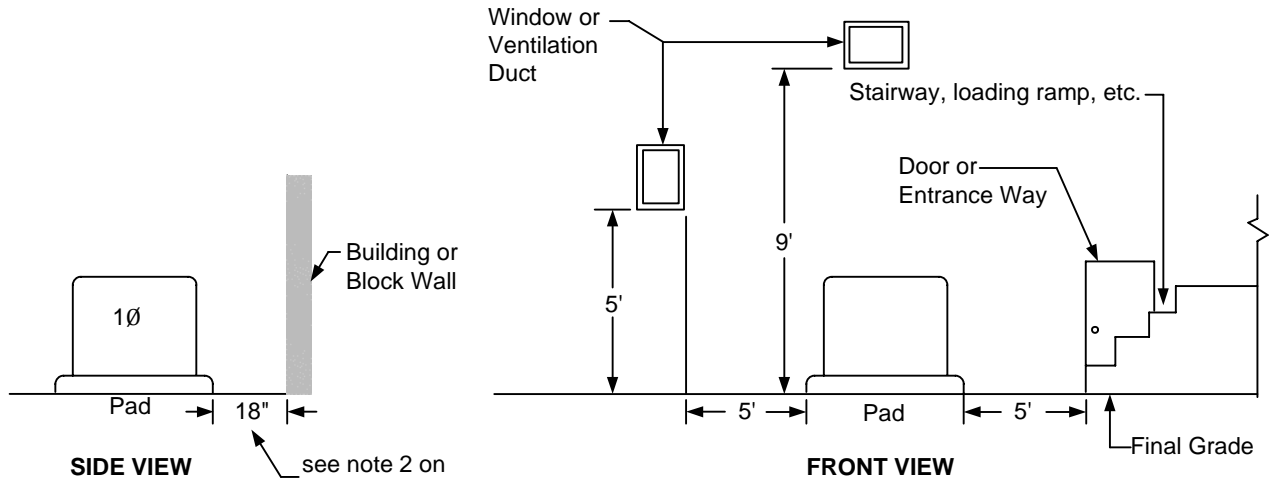 Window or
Ventilation
Duct
Stairway, loading ramp, etc.
Door or
Entrance Way
Building or
Block Wall
1Ø
9'
5'
Pad
18"
5'
Pad
5'
Final Grade
SIDE VIEW
see note 2 on
FRONT VIEW